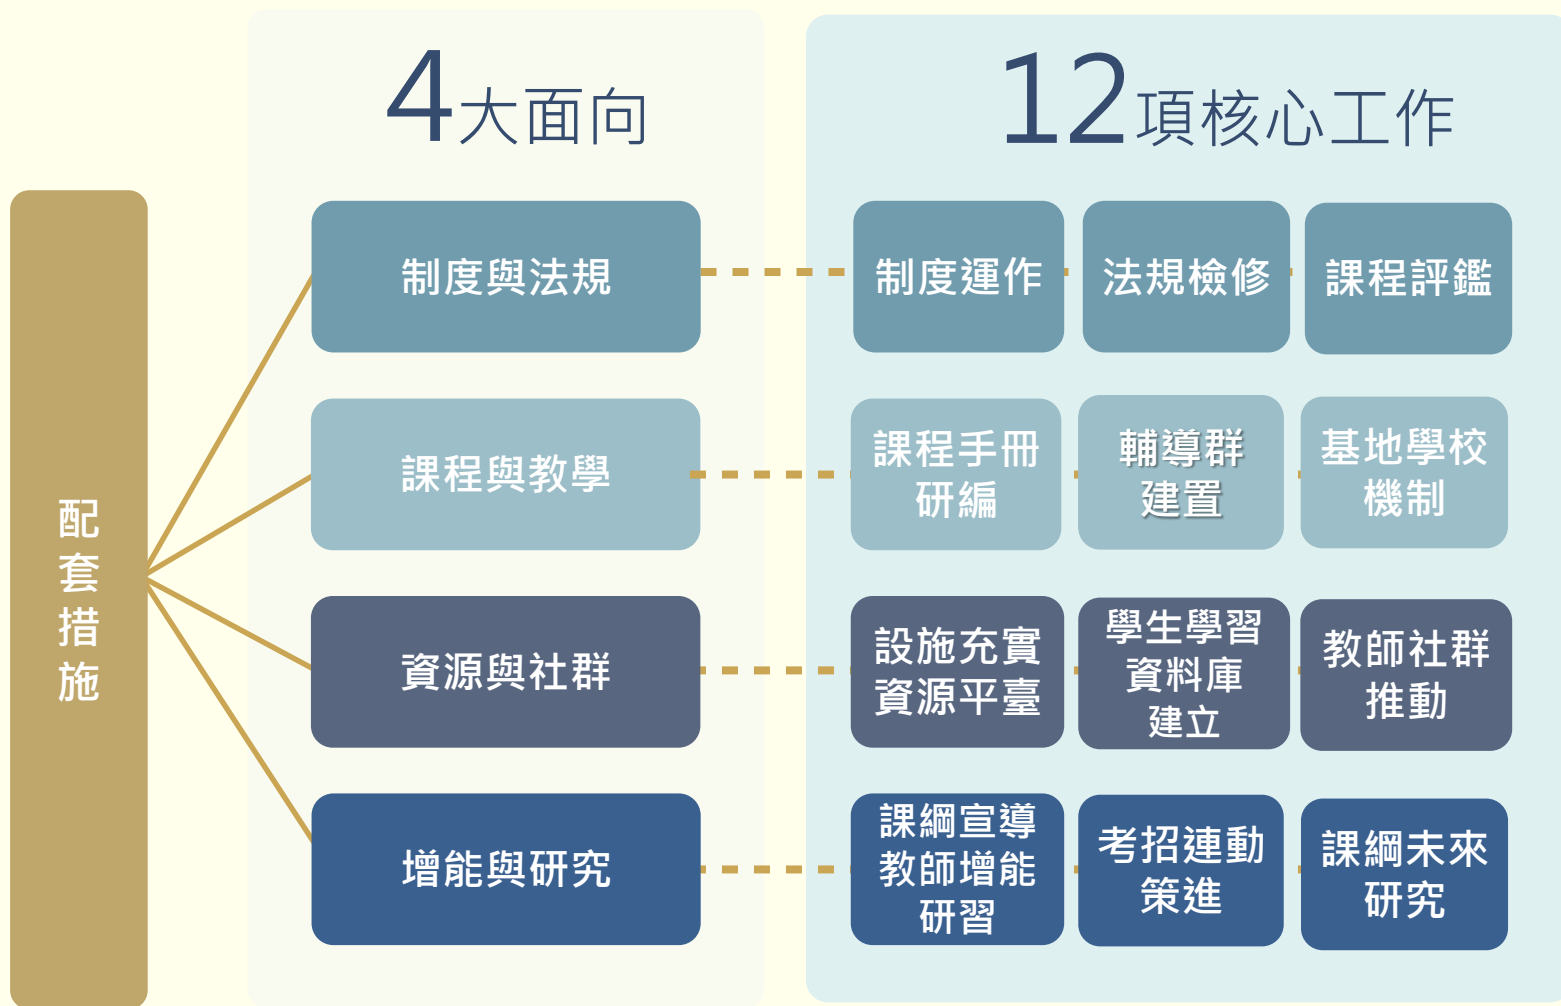 4大面向
12項核心工作
配套措施
制度與法規
制度運作
法規檢修
課程評鑑
課程與教學
課程手冊
研編
輔導群
建置
基地學校
機制
資源與社群
設施充實
資源平臺
學生學習
資料庫
建立
教師社群
推動
增能與研究
課綱宣導
教師增能
研習
考招連動
策進
課綱未來
研究